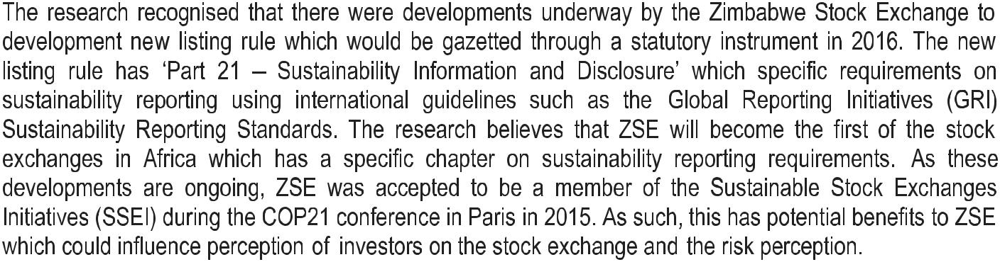 The research recognised that there were developments underway by the Zimbabwe Stock Exchange to
development new listing rule which would be gazetted through a statutory instrument in 2016. The new
listing rule has ‘Part 21 – Sustainability Information and Disclosure’ which specific requirements on
sustainability reporting using international guidelines such as the Global Reporting Initiatives (GRI)
Sustainability Reporting Standards. The research believes that ZSE will become the first of the stock
exchanges in Africa which has a specific chapter on sustainability reporting requirements. As these
developments are ongoing, ZSE was accepted to be a member of the Sustainable Stock Exchanges
Initiatives (SSEI) during the COP21 conference in Paris in 2015. As such, this has potential benefits to ZSE
which could influence perception of investors on the stock exchange and the risk perception.